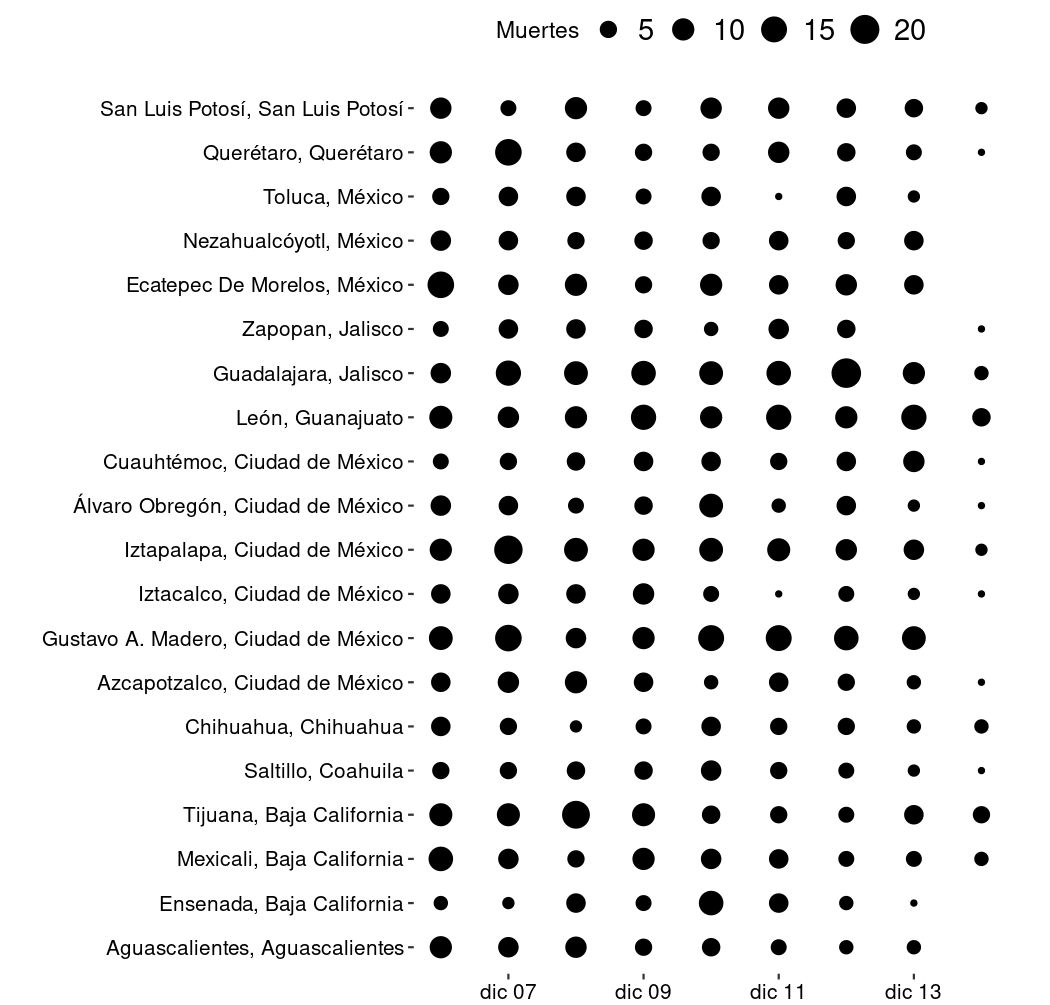 Muertes 5 10 15 20
San Luis Potosí, San Luis Potosí
Querétaro, Querétaro
Toluca, México
Nezahualcóyotl, México
Ecatepec De Morelos, México
Zapopan, Jalisco
Guadalajara, Jalisco
León, Guanajuato
Cuauhtémoc, Ciudad de México
Álvaro Obregón, Ciudad de México
Iztapalapa, Ciudad de México
Iztacalco, Ciudad de México
Gustavo A. Madero, Ciudad de México
Azcapotzalco, Ciudad de México
Chihuahua, Chihuahua
Saltillo, Coahuila
Tijuana, Baja California
Mexicali, Baja California
Ensenada, Baja California
Aguascalientes, Aguascalientes
dic 07 dic 09 dic 11 dic 13